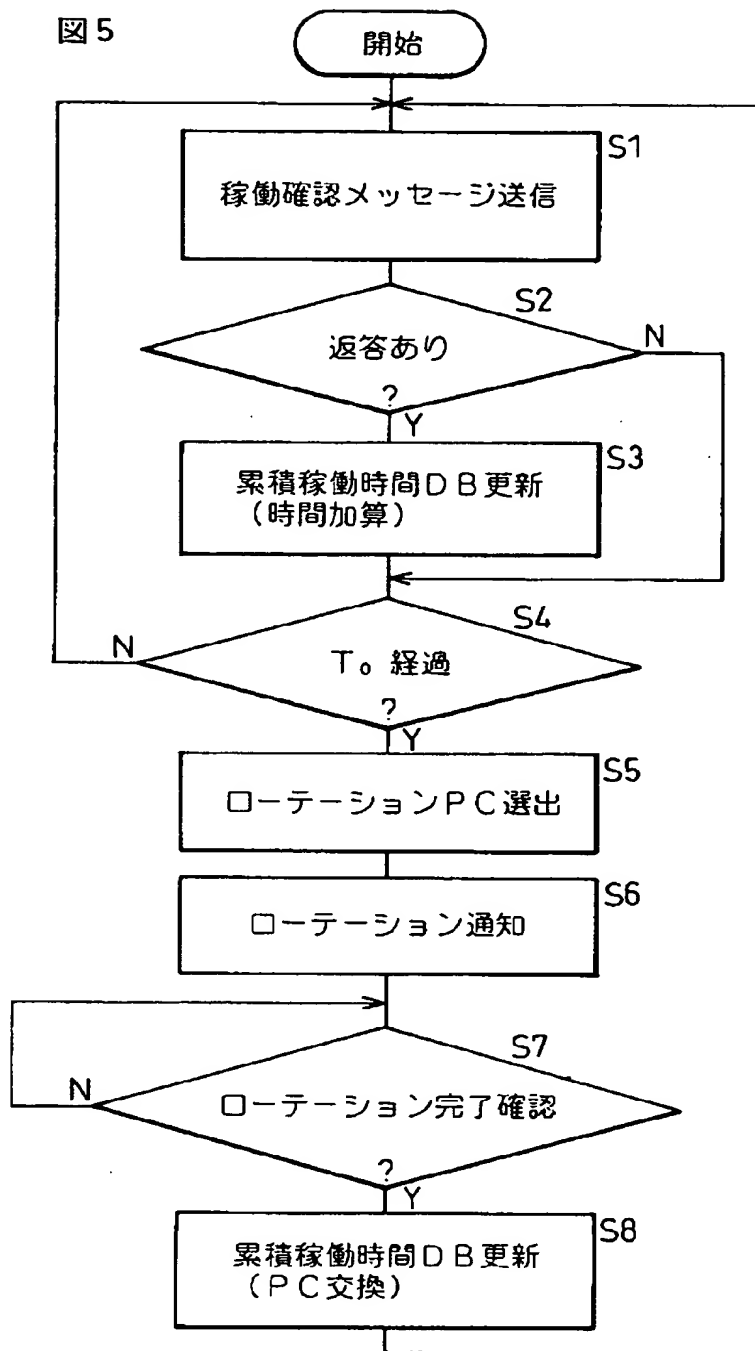 図5
開始
S1
稼働確認メッセージ送信
S2
返答あり
N
?
Y
S3
累積稼働時間DB更新
(時間加算)
S4
N
T₀ 経過
?
Y
S5
ローテーションPC選出
S6
ローテーション通知
S7
N
ローテーション完了確認
?
Y
S8
累積稼働時間DB更新
(PC交換)